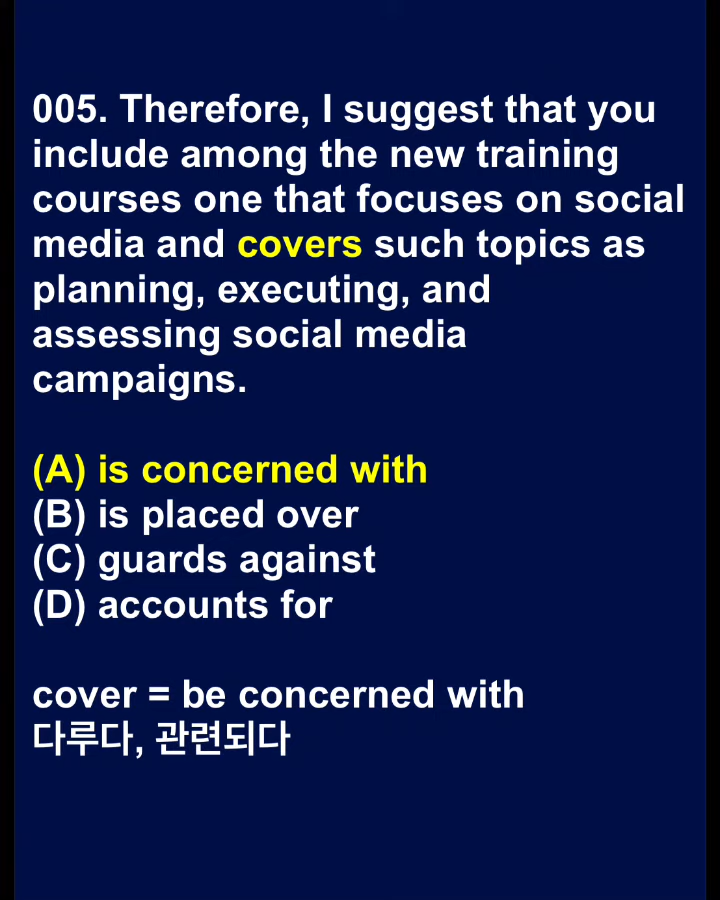 005. Therefore, I suggest that you
include among the new training
courses one that focuses on social
media and covers such topics as
planning, executing, and
assessing social media
campaigns.
(A) is concerned with
(B) is placed over
(C) guards against
(D) accounts for
cover = be concerned with
다루다, 관련되다